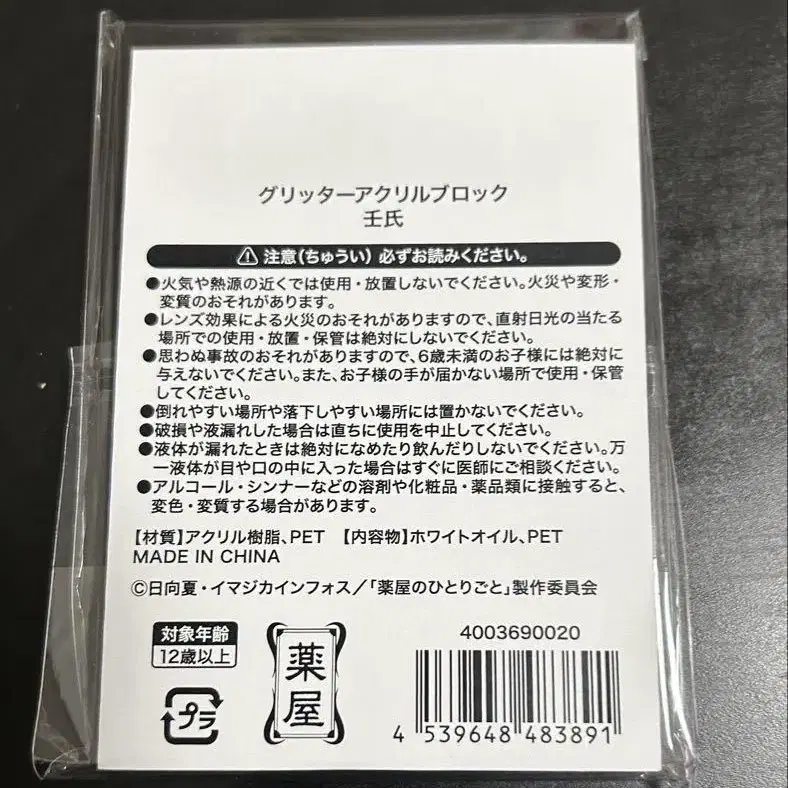 グリッターアクリルブロック
壬氏
注意(ちゅうい) 必ずお読みください。
●火気や熱源の近くでは使用・放置しないでください。火災や変形・
変質のおそれがあります。
●レンズ効果による火災のおそれがありますので、直射日光の当たる
場所での使用・放置・保管は絶対にしないでください。
●思わぬ事故のおそれがありますので、6歳未満のお子様には絶対に
与えないでください。また、お子様の手が届かない場所で使用・保管
してください。
●倒れやすい場所や落下しやすい場所には置かないでください。
●破損や液漏れした場合は直ちに使用を中止してください。
●液体が漏れたときは絶対になめたり飲んだりしないでください。万
一液体が目や口の中に入った場合はすぐに医師にご相談ください。
●アルコール・シンナーなどの溶剤や化粧品・薬品類に接触すると、
変色・変質する場合があります。
【材質】アクリル樹脂、PET 【内容物】ホワイトオイル、PET
MADE IN CHINA
©日向夏・イマジカインフォス/「薬屋のひとりごと」製作委員会
対象年齢
12歳以上
プラ
薬屋
4003690020
4 539648 483891